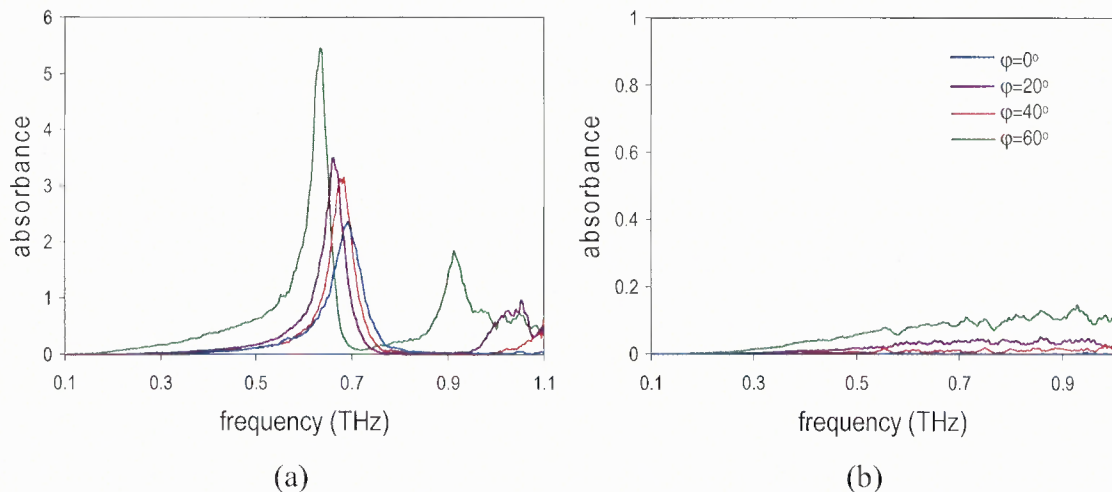 6
5
4
3
2
1
0
absorbance
0.1 0.3 0.5 0.7 0.9 1.1
frequency (THz)
(a)
1
0.8
0.6
0.4
0.2
0
absorbance
φ=0°
φ=20°
φ=40°
φ=60°
0.1 0.3 0.5 0.7 0.9
frequency (THz)
(b)